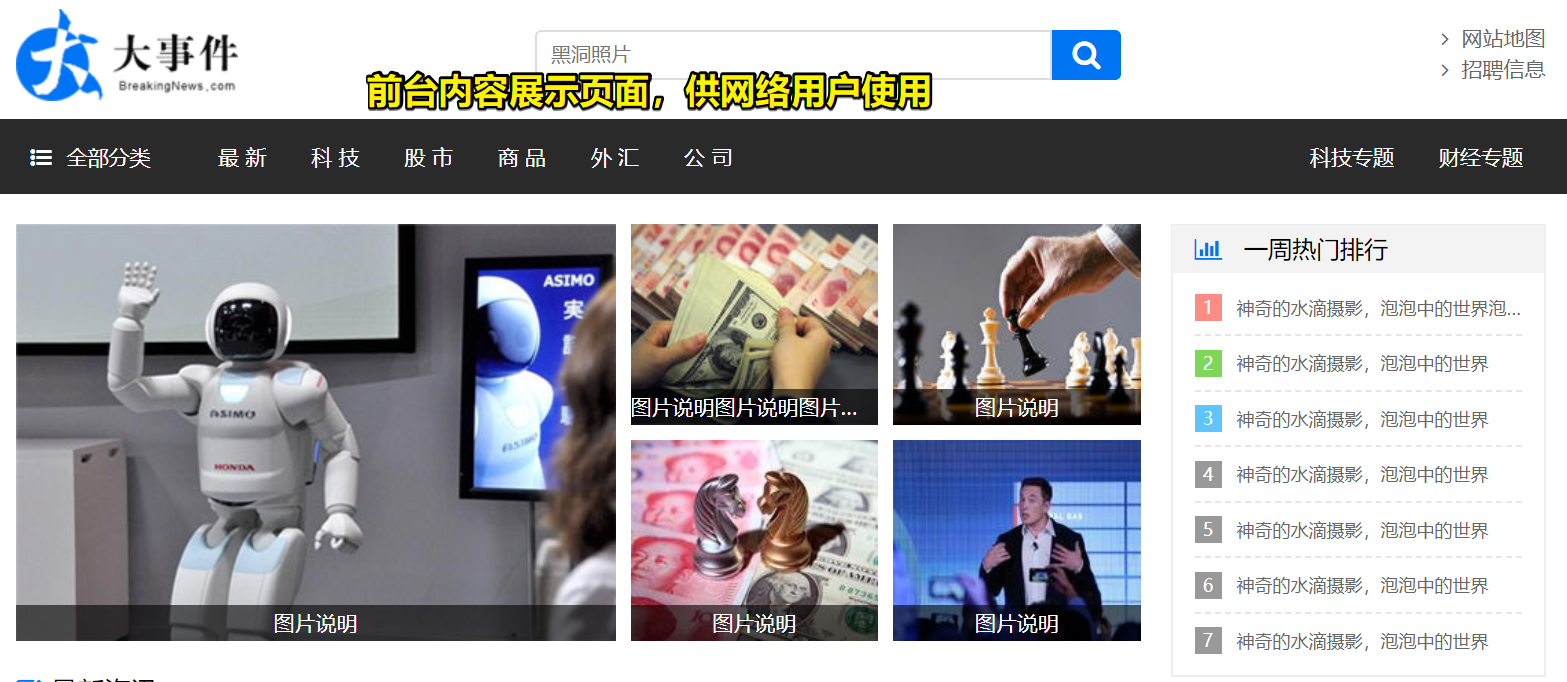 大事件
BreakingNews.com
黑洞照片
网站地图
招聘信息
前台内容展示页面，供网络用户使用
全部分类 最新 科技 股市 商品 外汇 公司 科技专题 财经专题
ASIMO
ASIMO
HONDA
图片说明
图片说明图片说明图片...
图片说明
图片说明
图片说明
一周热门排行
1 神奇的水滴摄影，泡泡中的世界泡...
2 神奇的水滴摄影，泡泡中的世界
3 神奇的水滴摄影，泡泡中的世界
4 神奇的水滴摄影，泡泡中的世界
5 神奇的水滴摄影，泡泡中的世界
6 神奇的水滴摄影，泡泡中的世界
7 神奇的水滴摄影，泡泡中的世界